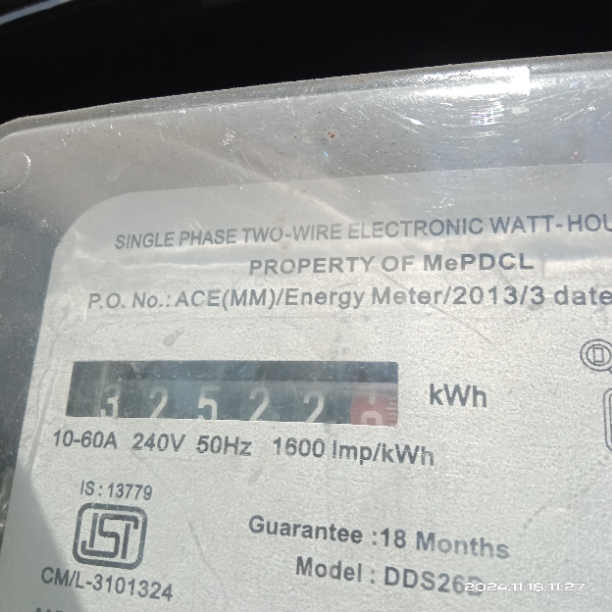 SINGLE PHASE TWO-WIRE ELECTRONIC WATT-HOU
PROPERTY OF MePDCL
P.O. No.: ACE(MM)/Energy Meter/2013/3 date
32522
kWh
10-60A 240V 50Hz 1600 Imp/kWh
IS : 13779
ISI
CM/L-3101324
Guarantee :18 Months
Model : DDS26
2024.11.16 11:27